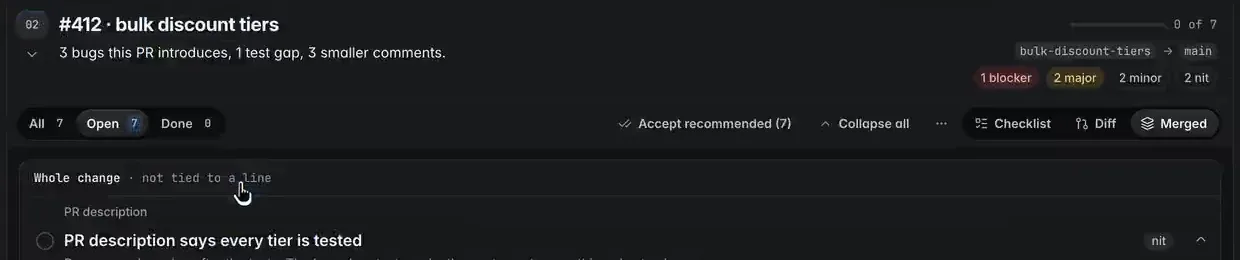 02
#412 · bulk discount tiers
0 of 7
3 bugs this PR introduces, 1 test gap, 3 smaller comments.
bulk-discount-tiers → main
1 blocker 2 major 2 minor 2 nit
All 7 Open 7 Done 0
Accept recommended (7) Collapse all ··· Checklist Diff Merged
Whole change · not tied to a line
PR description
PR description says every tier is tested
nit